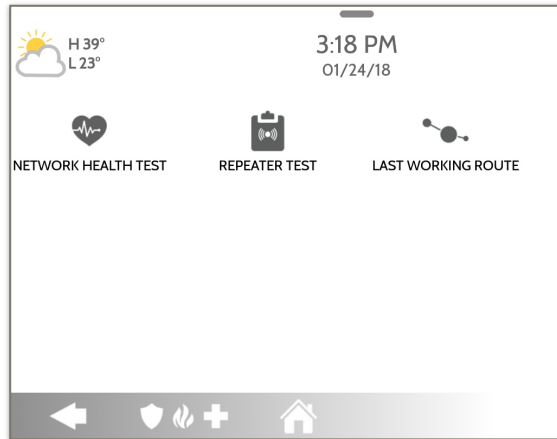 H 39°
L 23°
3:18 PM
01/24/18
NETWORK HEALTH TEST
REPEATER TEST
LAST WORKING ROUTE